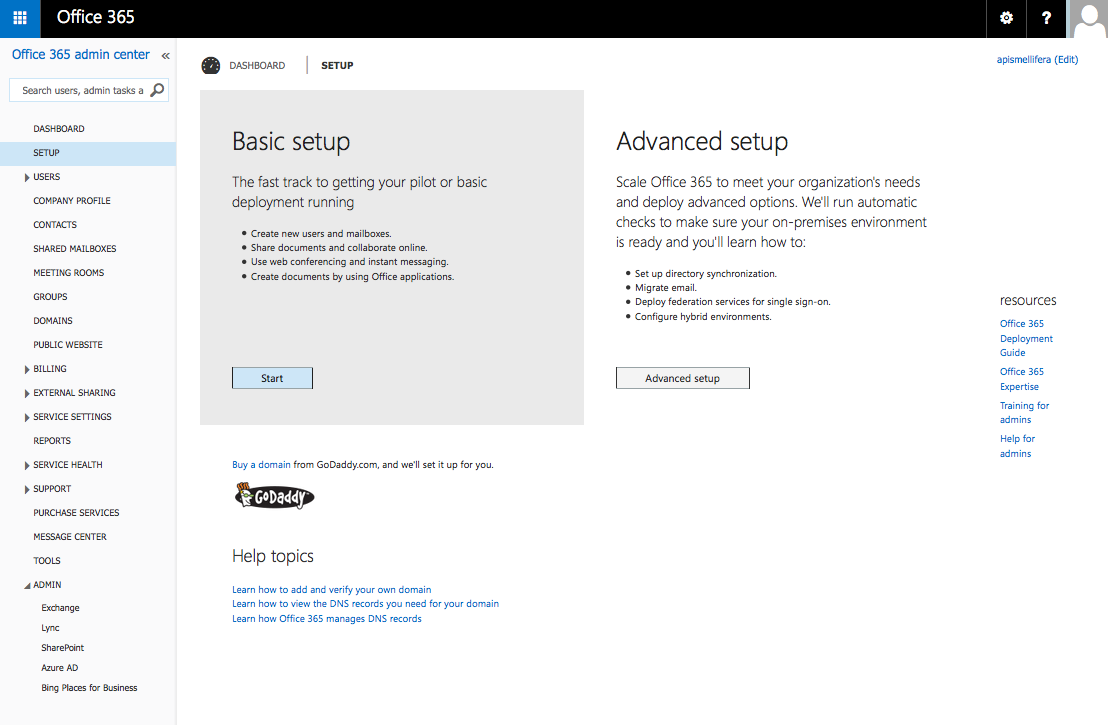 Office 365
?
Office 365 admin center «
Search users, admin tasks a
DASHBOARD
SETUP
USERS
COMPANY PROFILE
CONTACTS
SHARED MAILBOXES
MEETING ROOMS
GROUPS
DOMAINS
PUBLIC WEBSITE
BILLING
EXTERNAL SHARING
SERVICE SETTINGS
REPORTS
SERVICE HEALTH
SUPPORT
PURCHASE SERVICES
MESSAGE CENTER
TOOLS
ADMIN
Exchange
Lync
SharePoint
Azure AD
Bing Places for Business
DASHBOARD | SETUP
apismellifera (Edit)
Basic setup
The fast track to getting your pilot or basic
deployment running
• Create new users and mailboxes.
• Share documents and collaborate online.
• Use web conferencing and instant messaging.
• Create documents by using Office applications.
Start
Advanced setup
Scale Office 365 to meet your organization's needs
and deploy advanced options. We'll run automatic
checks to make sure your on-premises environment
is ready and you'll learn how to:
• Set up directory synchronization.
• Migrate email.
• Deploy federation services for single sign-on.
• Configure hybrid environments.
Advanced setup
resources
Office 365
Deployment
Guide
Office 365
Expertise
Training for
admins
Help for
admins
Buy a domain from GoDaddy.com, and we'll set it up for you.
GoDaddy
Help topics
Learn how to add and verify your own domain
Learn how to view the DNS records you need for your domain
Learn how Office 365 manages DNS records